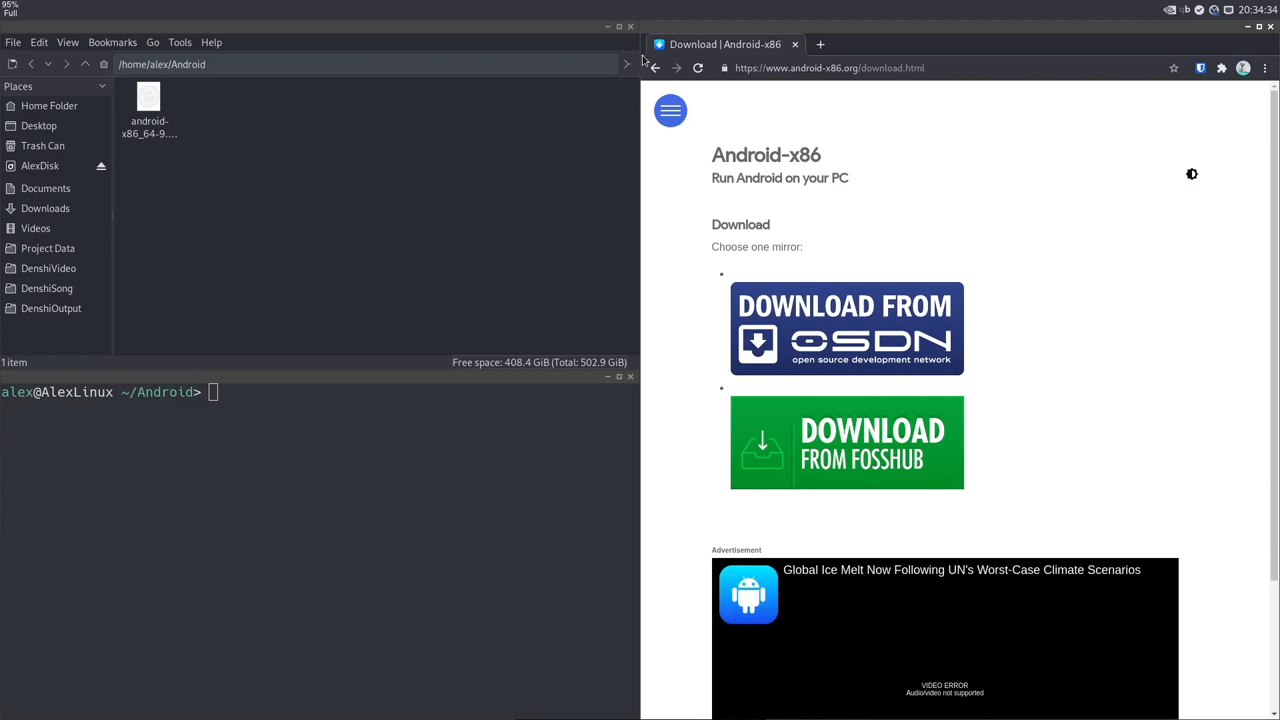 95%
Full
20:34:34
File Edit View Bookmarks Go Tools Help
/home/alex/Android
Places
Home Folder
Desktop
Trash Can
Documents
Downloads
Project Data
DenshiVideo
DenshiSong
DenshiOutput
android-
x86_64-9....
1 item
Free space: 408.4 GiB (Total: 502.9 GiB)
alex@AlexLinux ~/Android>
Download | Android-x86
https://www.android-x86.org/download.html
Android-x86
Run Android on your PC
Download
Choose one mirror:
DOWNLOAD FROM
OSDN
open source development network
DOWNLOAD
FROM FOSSHUB
Advertisement
Global Ice Melt Now Following UN's Worst-Case Climate Scenarios
VIDEO ERROR
Audio/video not supported